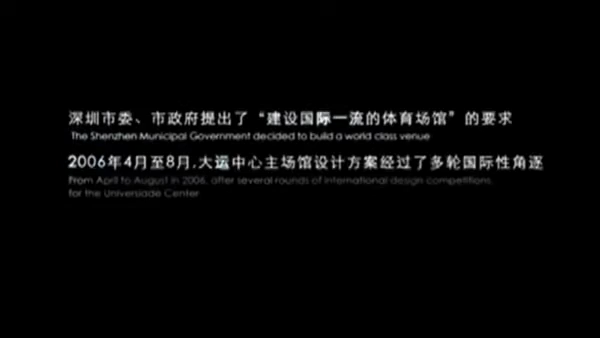 深圳市委、市政府提出了“建设国际一流的体育场馆”的要求
The Shenzhen Municipal Government decided to build a world class venue
2006年4月至8月,大运中心主场馆设计方案经过了多轮国际性角逐
From April to August in 2006, after several rounds of international design competitions,
for the Universiade Center